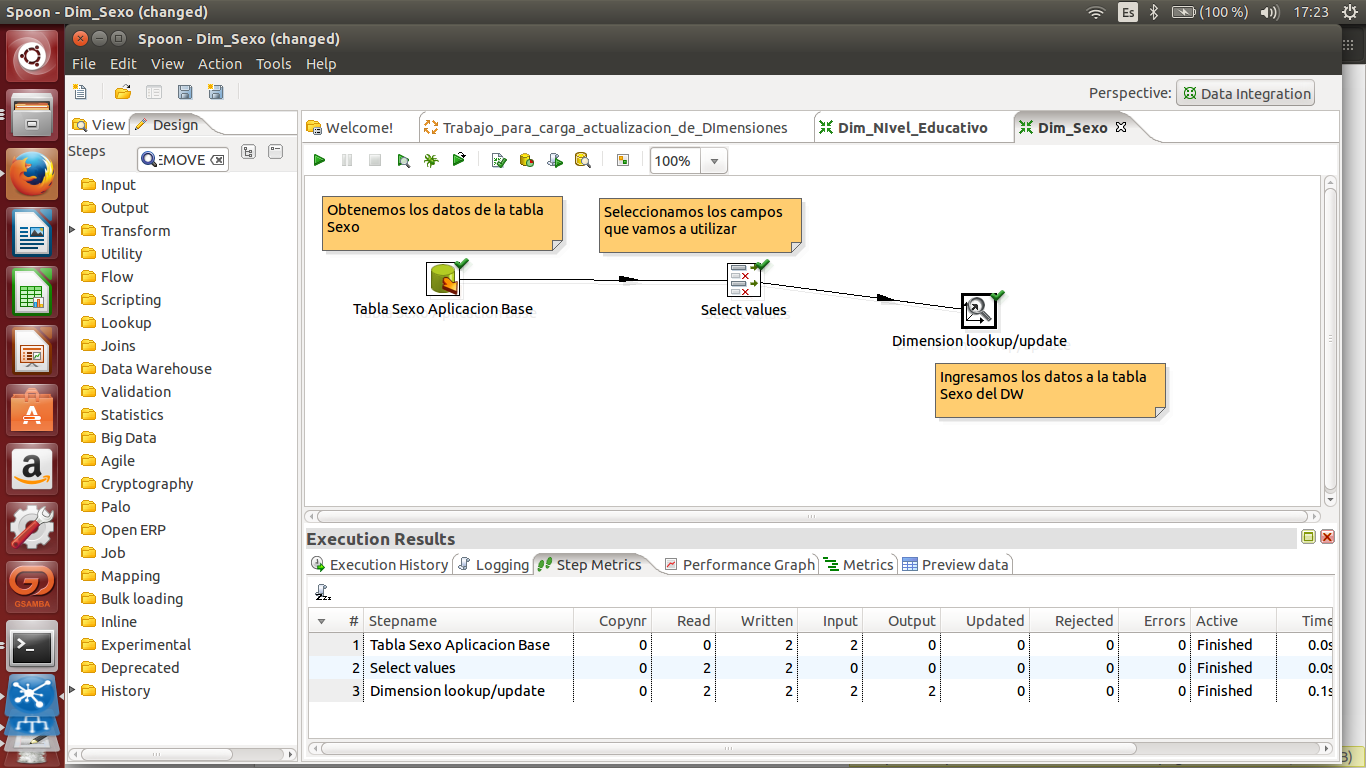 Spoon - Dim_Sexo (changed)
Es
(100 %)
17:23
Spoon - Dim_Sexo (changed)
File Edit View Action Tools Help
Perspective: Data Integration
View Design
Welcome! Trabajo_para_carga_actualizacion_de_DImensiones Dim_NIvel_Educativo Dim_Sexo
Steps
EMOVE
100%
Input
Output
Transform
Utility
Flow
Scripting
Lookup
Joins
Data Warehouse
Validation
Statistics
Big Data
Agile
Cryptography
Palo
Open ERP
Job
Mapping
Bulk loading
Inline
Experimental
Deprecated
History
GSAMBA
Obtenemos los datos de la tabla
Sexo
Seleccionamos los campos
que vamos a utilizar
Tabla Sexo Aplicacion Base
Select values
Dimension lookup/update
Ingresamos los datos a la tabla
Sexo del DW
Execution Results
Execution History Logging Step Metrics Performance Graph Metrics Preview data
# Stepname Copynr Read Written Input Output Updated Rejected Errors Active Time
1 Tabla Sexo Aplicacion Base 0 0 2 2 0 0 0 0 Finished 0.0s
2 Select values 0 2 2 0 0 0 0 0 Finished 0.0s
3 Dimension lookup/update 0 2 2 2 2 0 0 0 Finished 0.1s